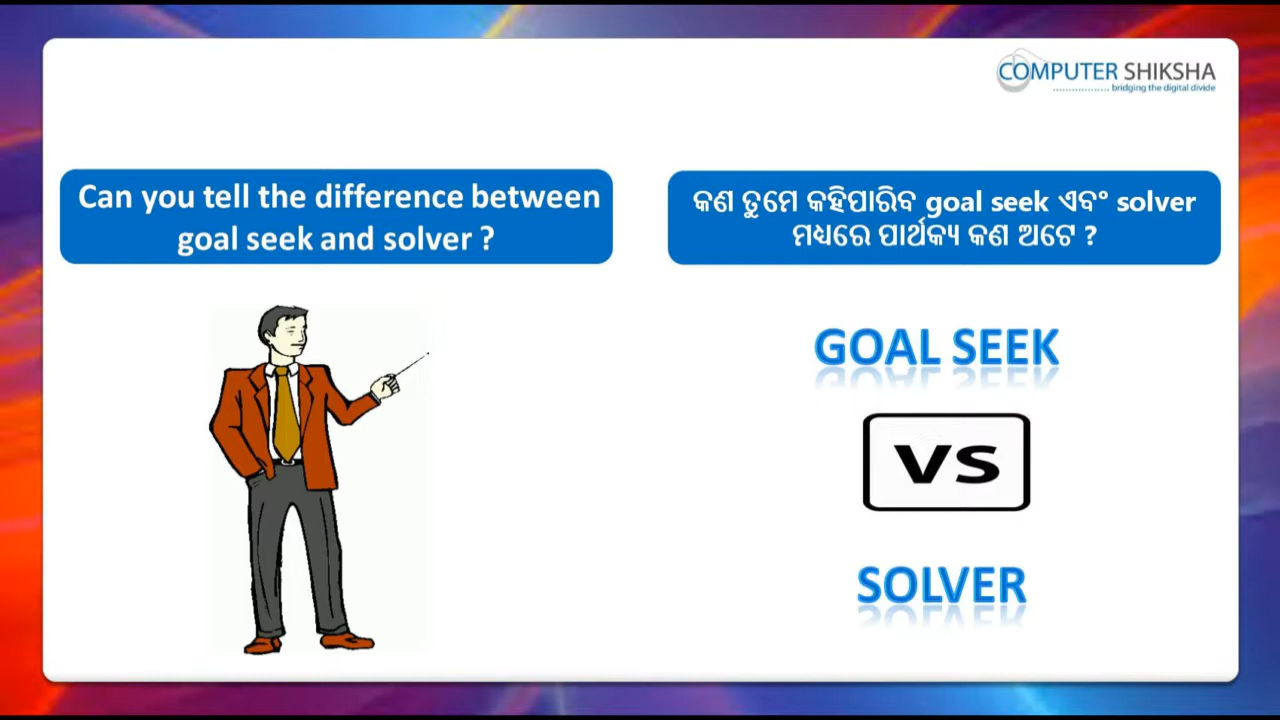 COMPUTER SHIKSHA
bridging the digital divide
Can you tell the difference between
goal seek and solver ?
କଣ ତୁମେ କହିପାରିବ goal seek ଏବଂ solver
ମଧ୍ୟରେ ପାର୍ଥକ୍ୟ କଣ ଅଟେ ?
GOAL SEEK
VS
SOLVER